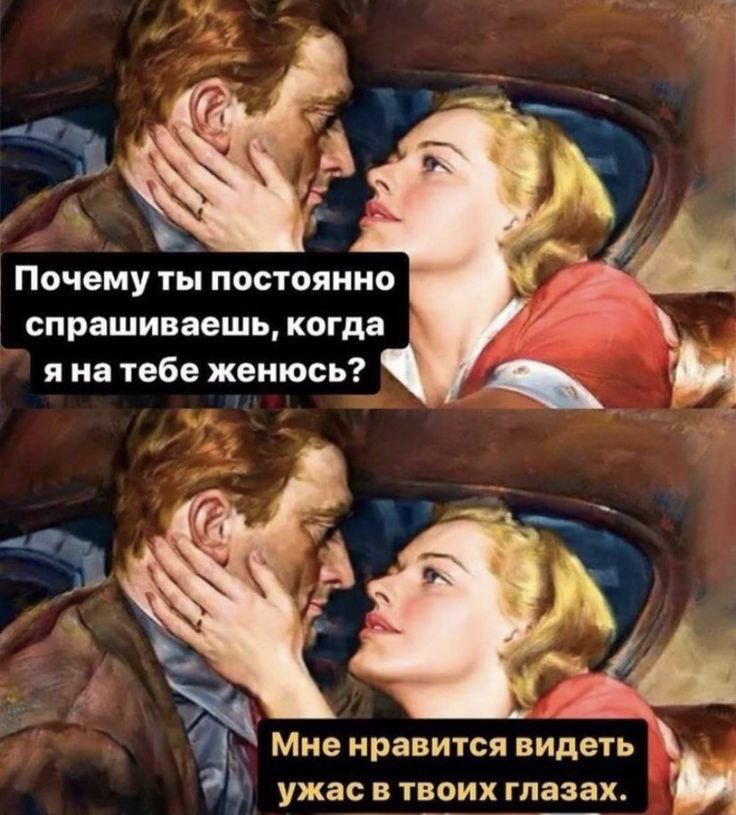 Почему ты постоянно
спрашиваешь, когда
я на тебе женюсь?
Мне нравится видеть
ужас в твоих глазах.